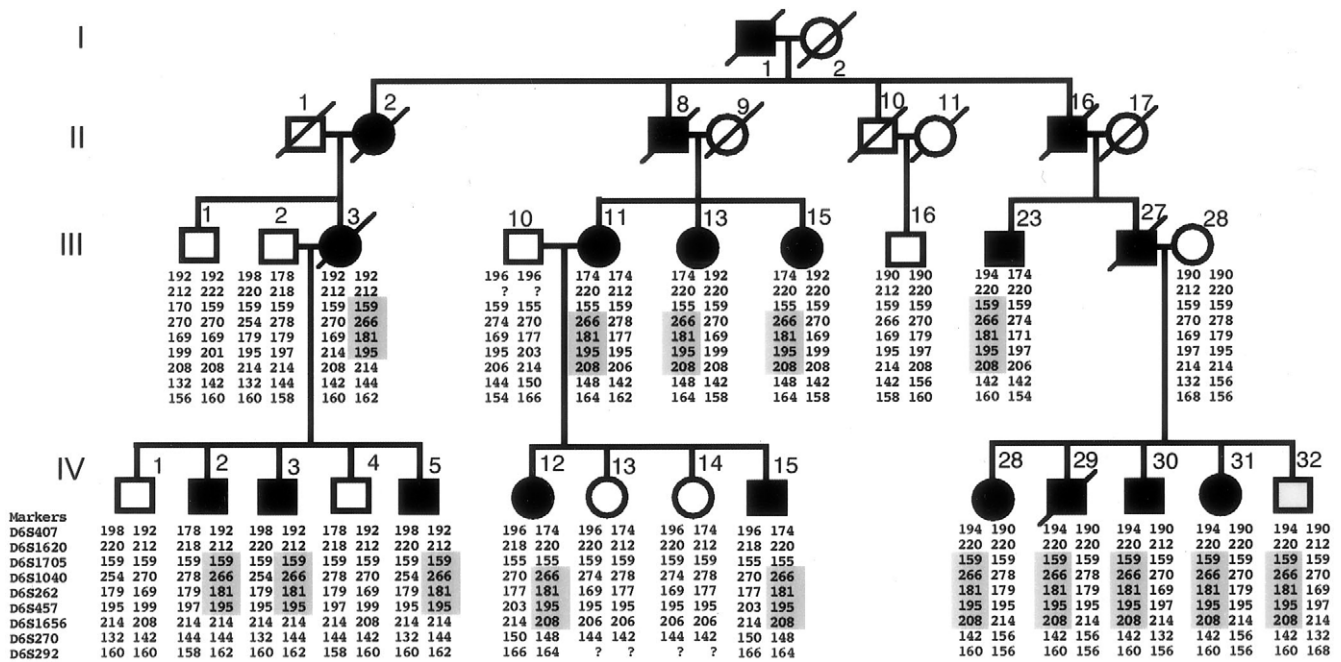 I
1 2
1 2 8 9 10 11 16 17
II
1 2 3 10 11 13 15 16 23 27 28
III
192 192 198 178 192 192 196 196 174 174 174 192 174 192 190 190 194 174 190 190
212 222 220 218 212 212 ? ? 220 212 220 220 220 220 212 220 220 220 220 212
170 159 159 159 159 159 159 155 155 159 155 159 155 159 159 159 159 159 159 159
270 270 254 278 270 266 274 270 266 278 266 270 266 270 266 270 266 274 270 278
169 169 179 179 169 181 169 177 181 177 181 169 181 169 169 179 181 171 169 179
199 201 195 197 214 195 195 203 195 195 195 199 195 199 195 197 195 197 197 195
208 208 214 214 208 214 206 214 208 206 208 208 208 208 214 208 208 206 214 214
132 142 132 144 142 144 144 150 148 142 148 142 148 142 142 156 142 142 132 156
156 160 160 158 160 162 154 166 164 162 164 158 164 158 158 160 160 154 168 156
1 2 3 4 5 12 13 14 15 28 29 30 31 32
IV
Markers
D6S407 198 192 178 192 198 192 178 192 198 192 196 174 196 174 196 174 196 174 194 190 194 190 194 190 194 190 194 190
D6S1620 220 212 218 212 220 212 218 212 220 212 218 220 220 212 220 212 218 220 220 220 220 220 220 212 220 220 220 212
D6S1705 159 159 159 159 159 159 159 159 159 159 155 155 159 159 159 159 155 155 159 159 159 159 159 159 159 159 159 159
D6S1040 254 270 278 266 254 266 278 270 254 266 270 266 274 278 274 278 270 266 266 278 266 278 266 270 266 278 266 270
D6S262 179 169 179 181 179 181 179 169 179 181 177 181 169 177 169 177 177 181 181 179 181 179 181 169 181 179 181 169
D6S457 195 199 197 195 195 195 197 199 195 195 203 195 195 195 195 195 203 195 195 195 195 195 195 197 195 195 195 197
D6S1656 214 208 214 214 214 214 214 208 214 214 214 208 206 206 206 206 214 208 208 214 208 214 208 214 208 214 208 214
D6S270 132 142 144 144 132 144 144 142 132 144 150 148 144 142 144 142 150 148 142 156 142 156 142 132 142 156 142 132
D6S292 160 160 158 162 160 162 158 160 160 162 166 164 ? ? ? ? 166 164 160 156 160 156 160 156 160 156 160 168